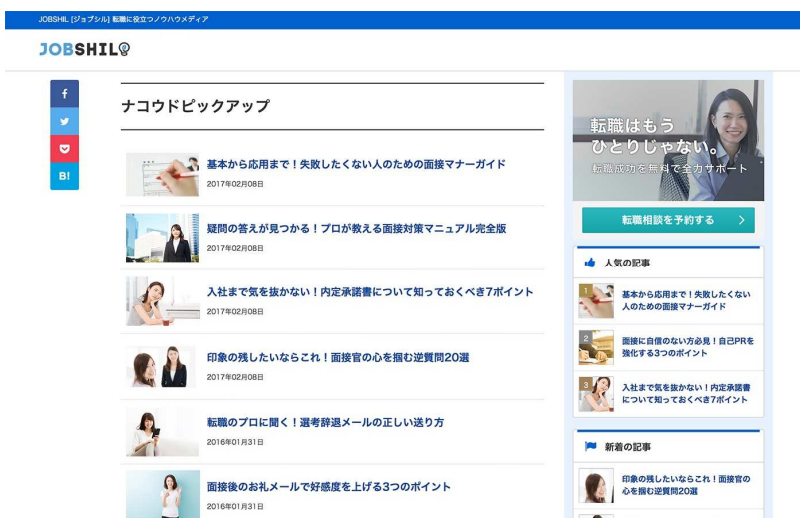 JOBSHIL [ジョブシル] 転職に役立つノウハウメディア
JOBSHIL
f
B!
ナコウドピックアップ
基本から応用まで！失敗したくない人のための面接マナーガイド
2017年02月08日
疑問の答えが見つかる！プロが教える面接対策マニュアル完全版
2017年02月08日
入社まで気を抜かない！内定承諾書について知っておくべき7ポイント
2017年02月08日
印象の残したいならこれ！面接官の心を掴む逆質問20選
2017年02月08日
転職のプロに聞く！選考辞退メールの正しい送り方
2016年01月31日
面接後のお礼メールで好感度を上げる3つのポイント
2016年01月31日
転職はもう
ひとりじゃない。
転職成功を無料で全力サポート
転職相談を予約する
人気の記事
1
基本から応用まで！失敗したくない
人のための面接マナーガイド
2
面接に自信のない方必見！自己PRを
強化する3つのポイント
3
入社まで気を抜かない！内定承諾書
について知っておくべき7ポイント
新着の記事
印象の残したいならこれ！面接官の
心を掴む逆質問20選